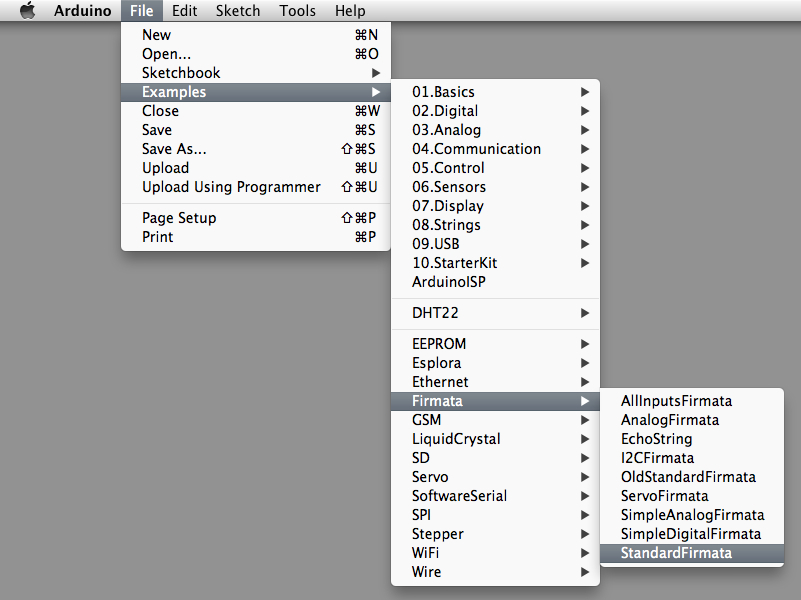 Arduino File Edit Sketch Tools Help
New ⌘N
Open... ⌘O
Sketchbook
Examples
Close ⌘W
Save ⌘S
Save As... ⇧⌘S
Upload ⌘U
Upload Using Programmer ⇧⌘U
Page Setup ⇧⌘P
Print ⌘P
01.Basics
02.Digital
03.Analog
04.Communication
05.Control
06.Sensors
07.Display
08.Strings
09.USB
10.StarterKit
ArduinoISP
DHT22
EEPROM
Esplora
Ethernet
Firmata
GSM
LiquidCrystal
SD
Servo
SoftwareSerial
SPI
Stepper
WiFi
Wire
AllInputsFirmata
AnalogFirmata
EchoString
I2CFirmata
OldStandardFirmata
ServoFirmata
SimpleAnalogFirmata
SimpleDigitalFirmata
StandardFirmata